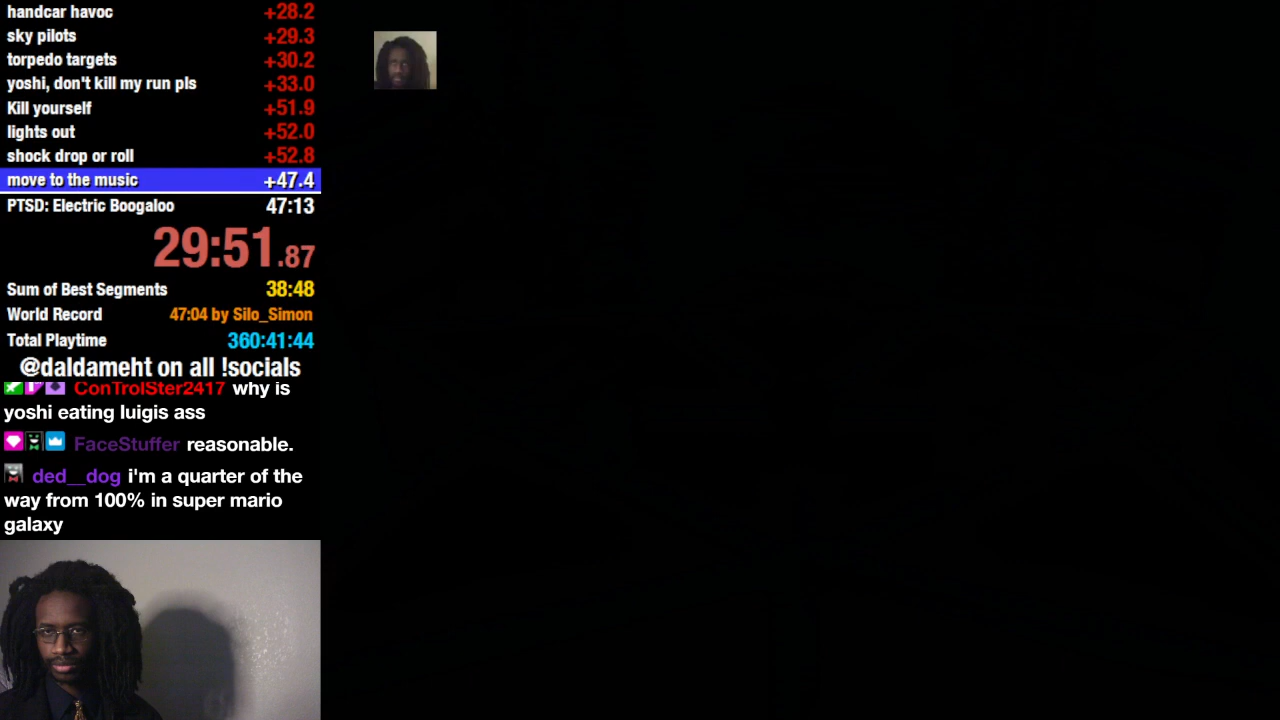 handcar havoc +28.2
sky pilots +29.3
torpedo targets +30.2
yoshi, don't kill my run pls +33.0
Kill yourself +51.9
lights out +52.0
shock drop or roll +52.8
move to the music +47.4
PTSD: Electric Boogaloo 47:13
29:51.87
Sum of Best Segments 38:48
World Record 47:04 by Silo_Simon
Total Playtime 360:41:44
@daldameht on all !socials
ConTrolSter2417 why is
yoshi eating luigis ass
FaceStuffer reasonable.
ded__dog i'm a quarter of the
way from 100% in super mario
galaxy